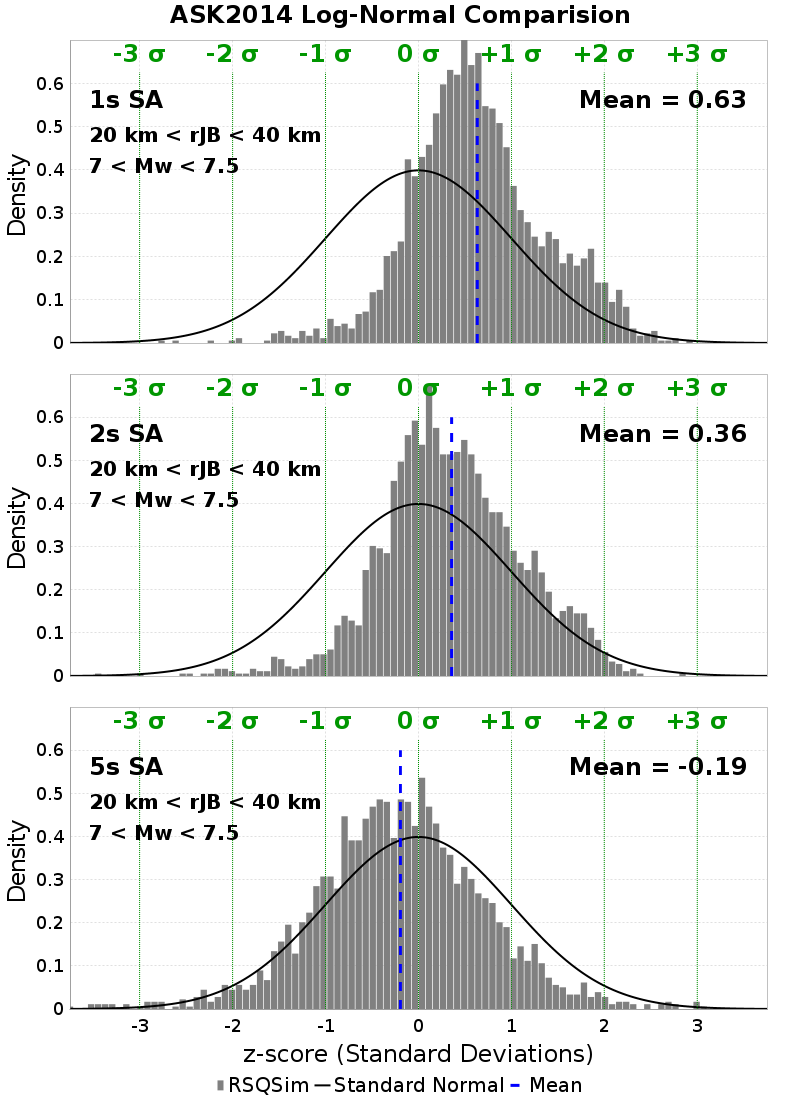 ASK2014 Log-Normal Comparision
-3 σ -2 σ -1 σ 0 σ +1 σ +2 σ +3 σ
1s SA Mean = 0.63
20 km < rJB < 40 km
7 < Mw < 7.5
Density
0.6
0.5
0.4
0.3
0.2
0.1
0
-3 σ -2 σ -1 σ 0 σ +1 σ +2 σ +3 σ
2s SA Mean = 0.36
20 km < rJB < 40 km
7 < Mw < 7.5
Density
0.6
0.5
0.4
0.3
0.2
0.1
0
-3 σ -2 σ -1 σ 0 σ +1 σ +2 σ +3 σ
5s SA Mean = -0.19
20 km < rJB < 40 km
7 < Mw < 7.5
Density
0.6
0.5
0.4
0.3
0.2
0.1
0
-3 -2 -1 0 1 2 3
z-score (Standard Deviations)
RSQSim Standard Normal Mean